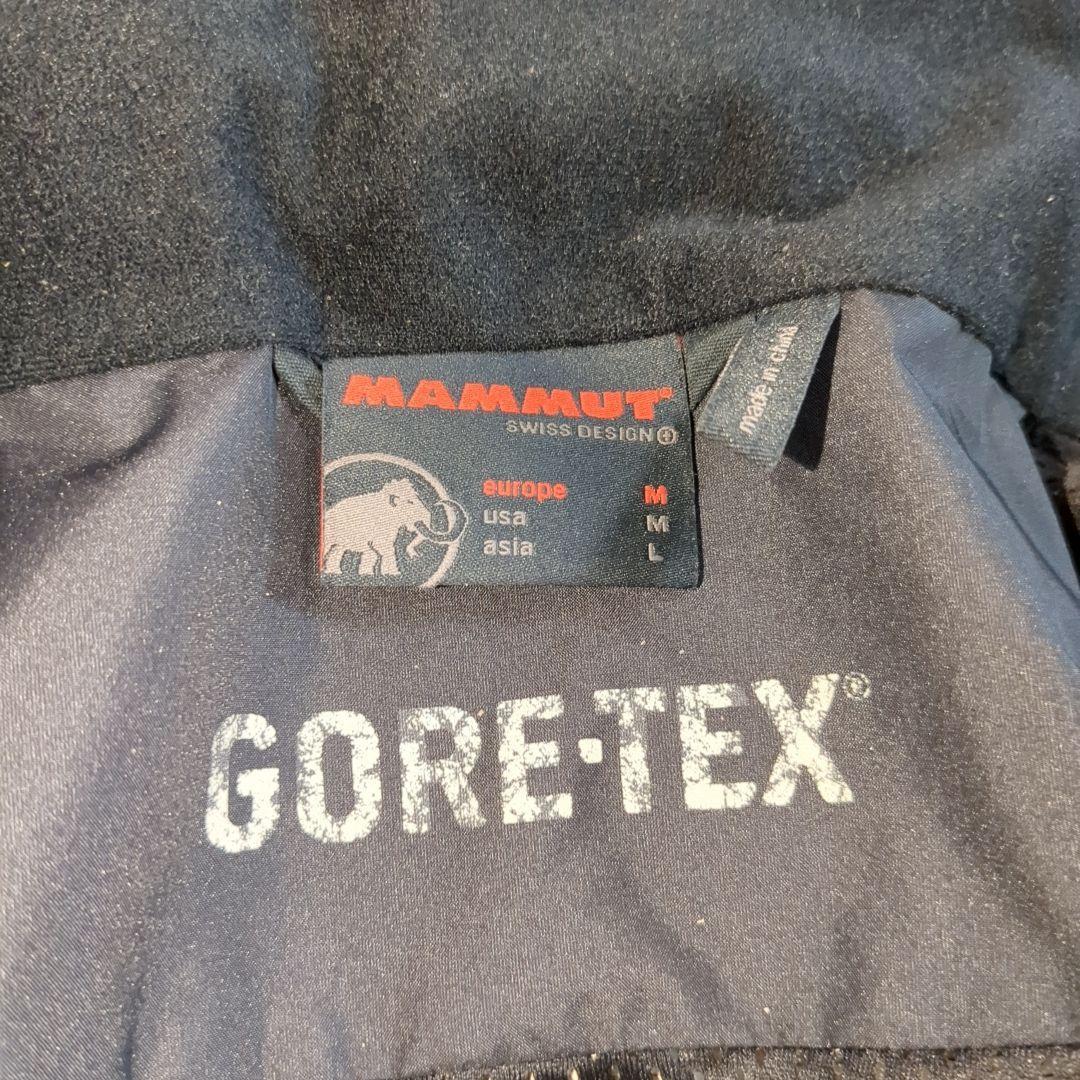 MAMMUT®
SWISS DESIGN
europe M
usa M
asia L
made in china
GORE-TEX®